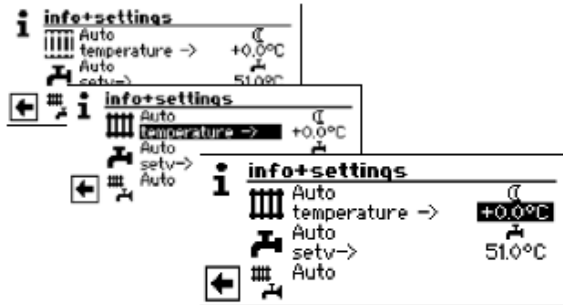 info+settings
Auto
temperature -> +0.0°C
Auto
setv-> 51.0°C
info+settings
Auto
temperature -> +0.0°C
Auto
setv->
Auto
info+settings
Auto
temperature -> +0.0°C
Auto
setv-> 51.0°C
Auto